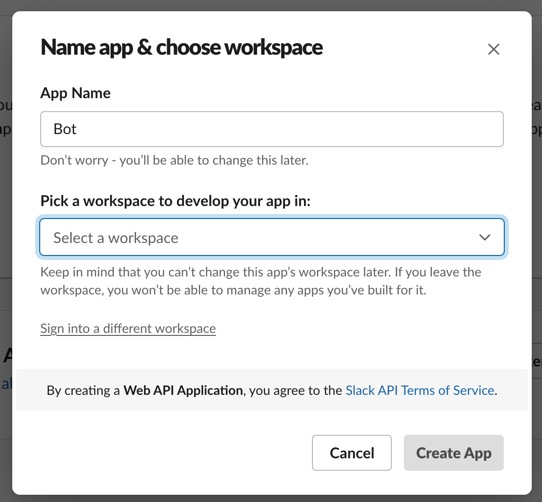 Name app & choose workspace
App Name
Bot
Don’t worry - you’ll be able to change this later.
Pick a workspace to develop your app in:
Select a workspace
Keep in mind that you can’t change this app’s workspace later. If you leave the
workspace, you won’t be able to manage any apps you’ve built for it.
Sign into a different workspace
By creating a Web API Application, you agree to the Slack API Terms of Service.
Cancel
Create App